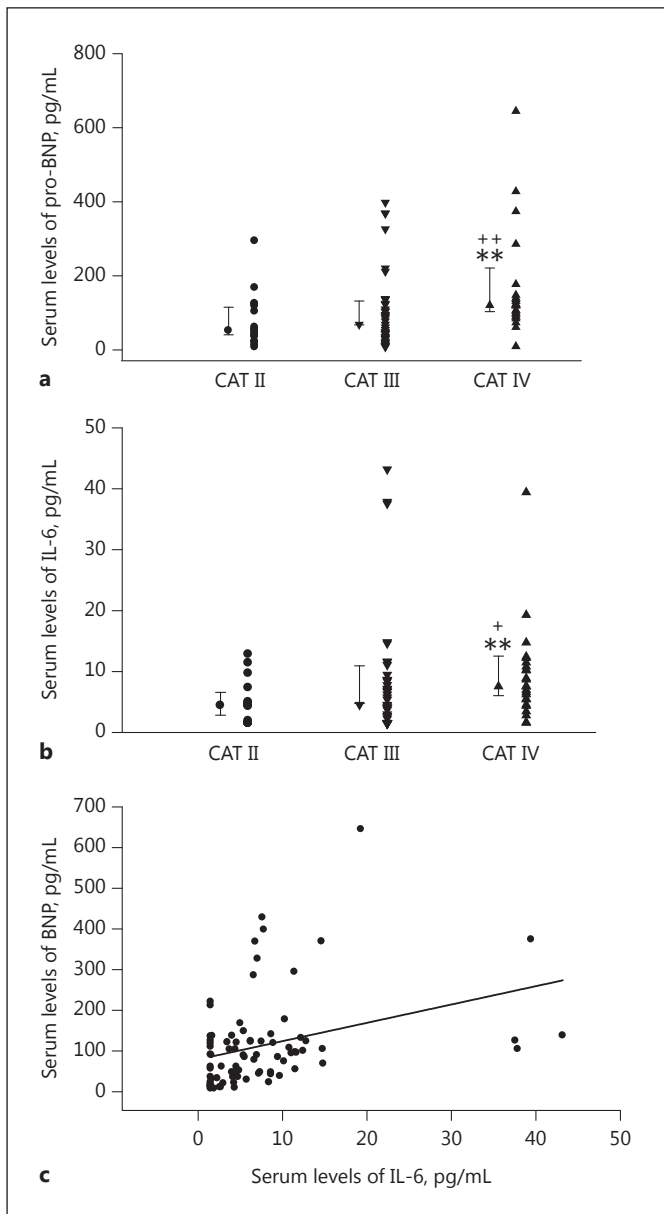 800
600
400
200
0
Serum levels of pro-BNP, pg/mL
++
**
CAT II CAT III CAT IV
a
50
40
30
20
10
0
Serum levels of IL-6, pg/mL
+
**
CAT II CAT III CAT IV
b
700
600
500
400
300
200
100
0
Serum levels of BNP, pg/mL
0 10 20 30 40 50
Serum levels of IL-6, pg/mL
c